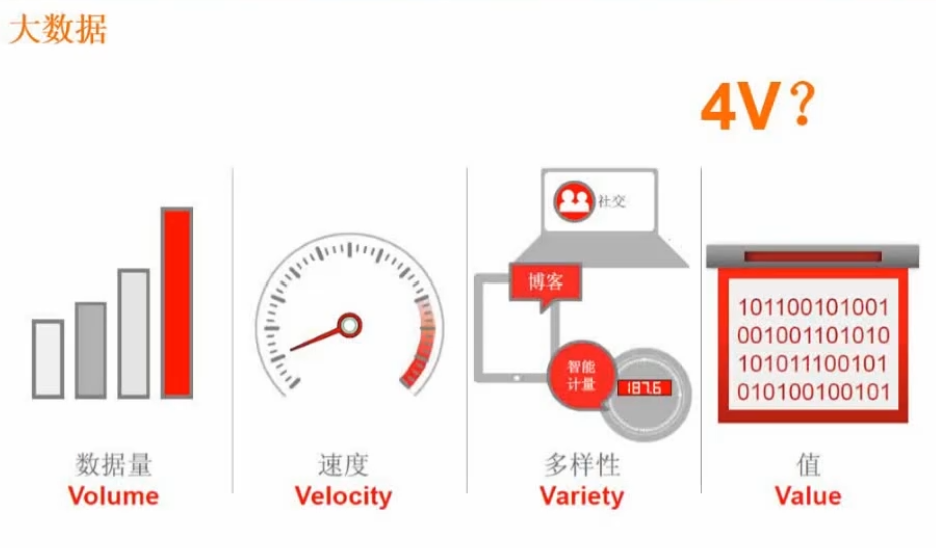 大数据
4V?
社交
博客
智能
计量
187.6
101100101001
001001101010
101011100101
010100100101
数据量
Volume
速度
Velocity
多样性
Variety
值
Value